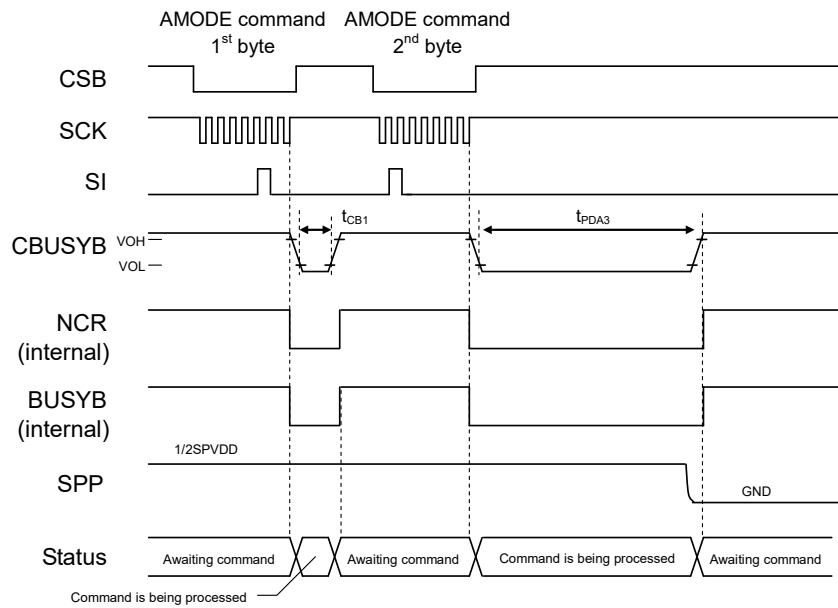 AMODE command
1st byte
AMODE command
2nd byte
CSB
SCK
SI
tCB1
tPDA3
CBUSYB
VOH
VOL
NCR
(internal)
BUSYB
(internal)
1/2SPVDD
SPP
GND
Status
Awaiting command
Awaiting command
Command is being processed
Awaiting command
Command is being processed